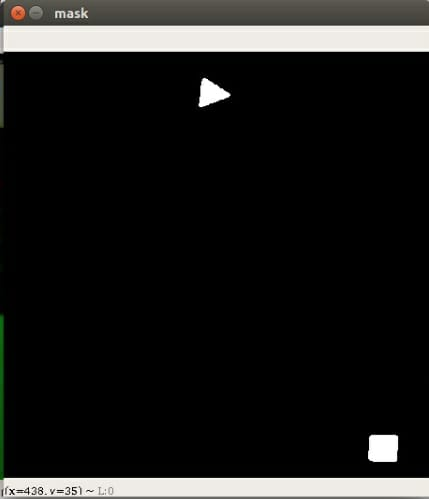 mask
(x=438, y=35) ~ L:0